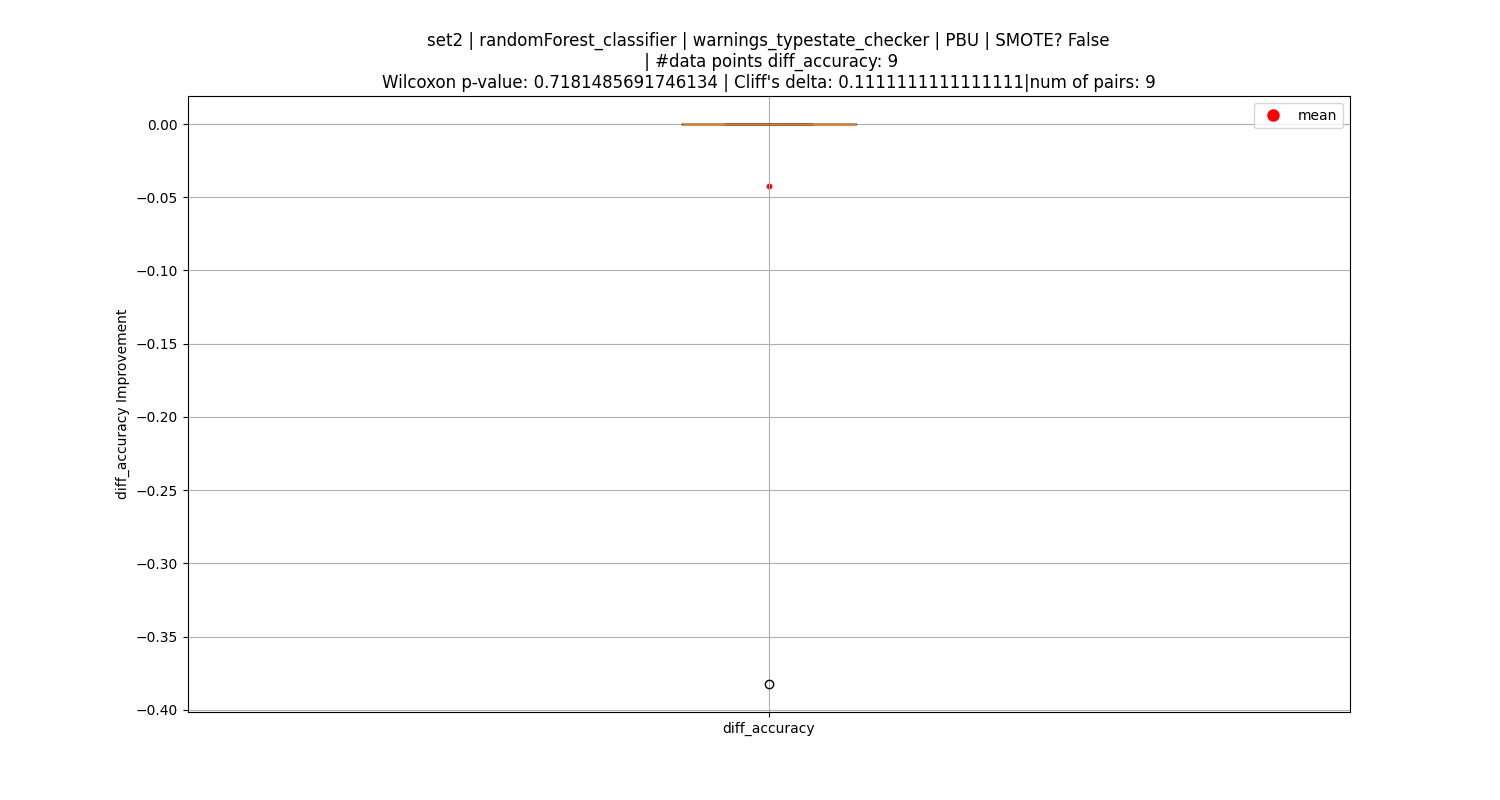 set2 | randomForest_classifier | warnings_typestate_checker | PBU | SMOTE? False
| #data points diff_accuracy: 9
Wilcoxon p-value: 0.7181485691746134 | Cliff's delta: 0.1111111111111111|num of pairs: 9
mean
0.00
−0.05
−0.10
−0.15
−0.20
−0.25
−0.30
−0.35
−0.40
diff_accuracy Improvement
diff_accuracy